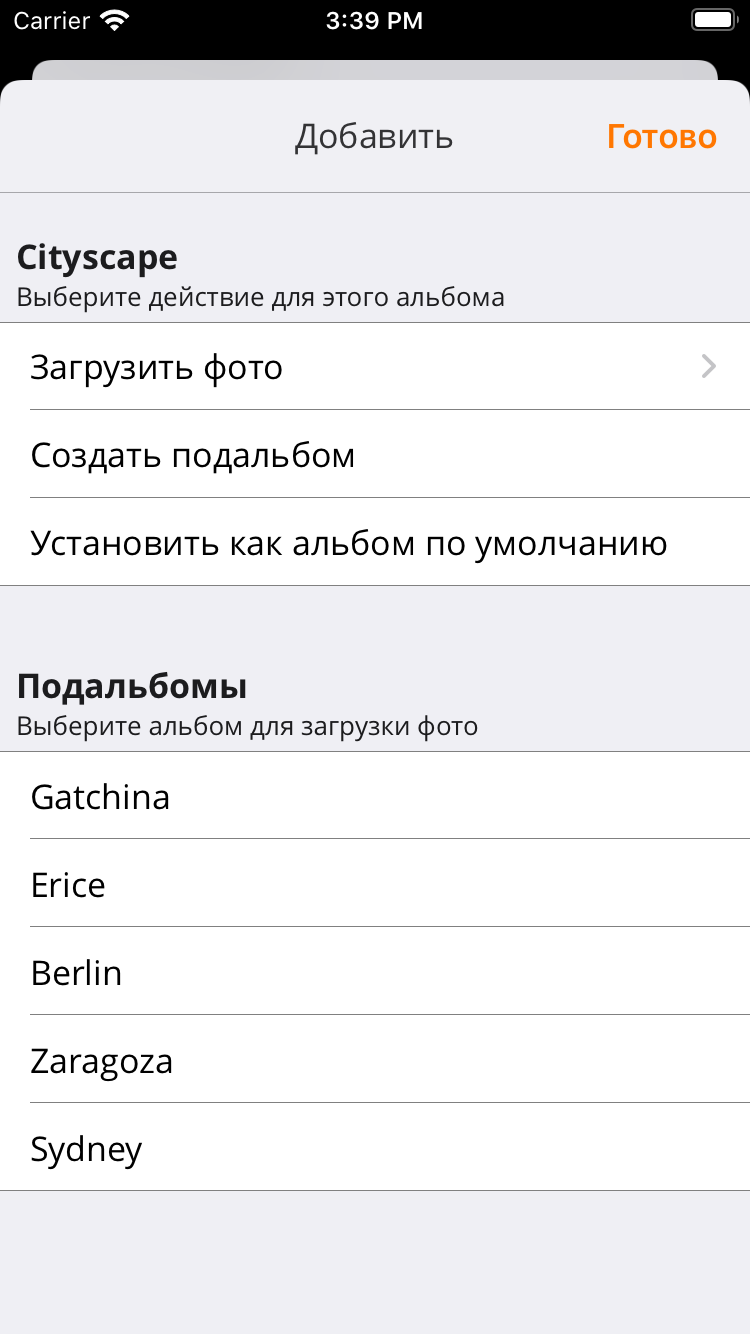 Carrier 3:39 PM
Добавить Готово
Cityscape
Выберите действие для этого альбома
Загрузить фото
Создать подальбом
Установить как альбом по умолчанию
Подальбомы
Выберите альбом для загрузки фото
Gatchina
Erice
Berlin
Zaragoza
Sydney